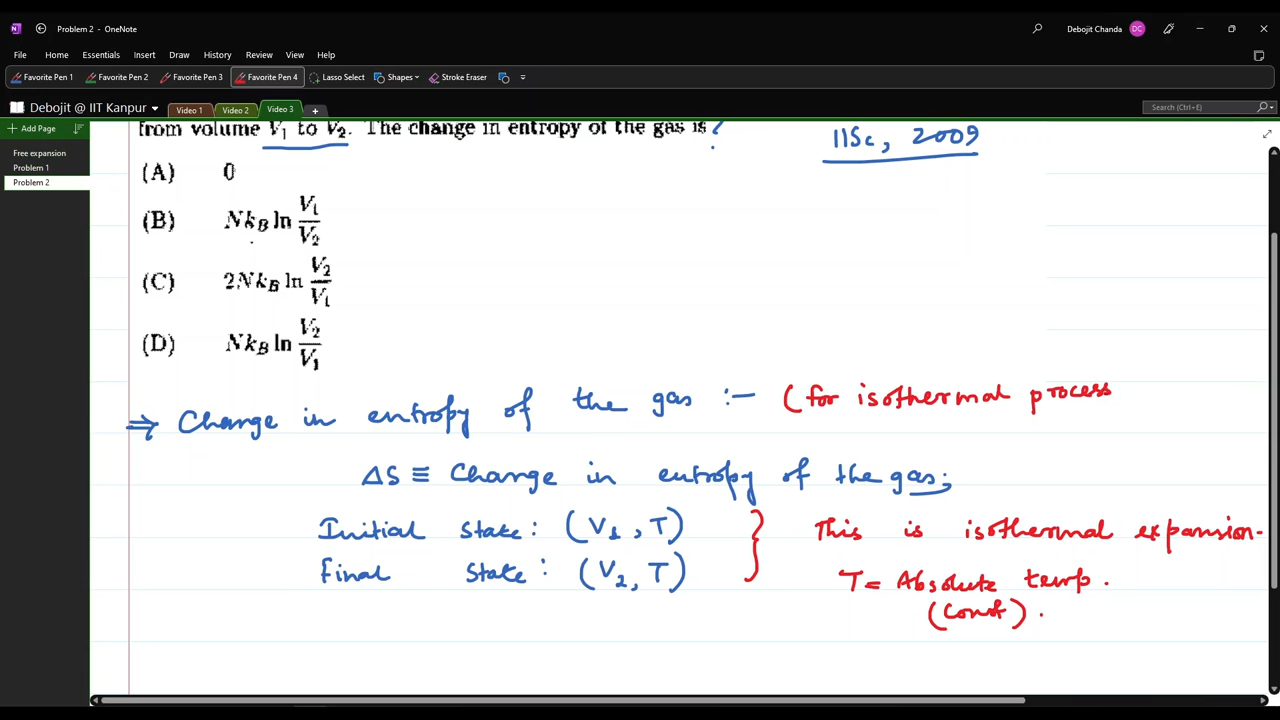 Problem 2 - OneNote
Debojit Chanda DC
File Home Essentials Insert Draw History Review View Help
Favorite Pen 1 Favorite Pen 2 Favorite Pen 3 Favorite Pen 4 Lasso Select Shapes Stroke Eraser
Debojit @ IIT Kanpur Video 1 Video 2 Video 3 Search (Ctrl+E)
Add Page
Free expansion
Problem 1
Problem 2
from volume V₁ to V₂. The change in entropy of the gas is?
IISc, 2009
(A) 0
(B) Nk_B ln V₁/V₂
(C) 2Nk_B ln V₂/V₁
(D) Nk_B ln V₂/V₁
⇒ Change in entropy of the gas :- (for isothermal process
ΔS ≡ Change in entropy of the gas;
Initial state: (V₁, T) } This is isothermal expansion.
Final state: (V₂, T) T = Absolute temp.
(Const).